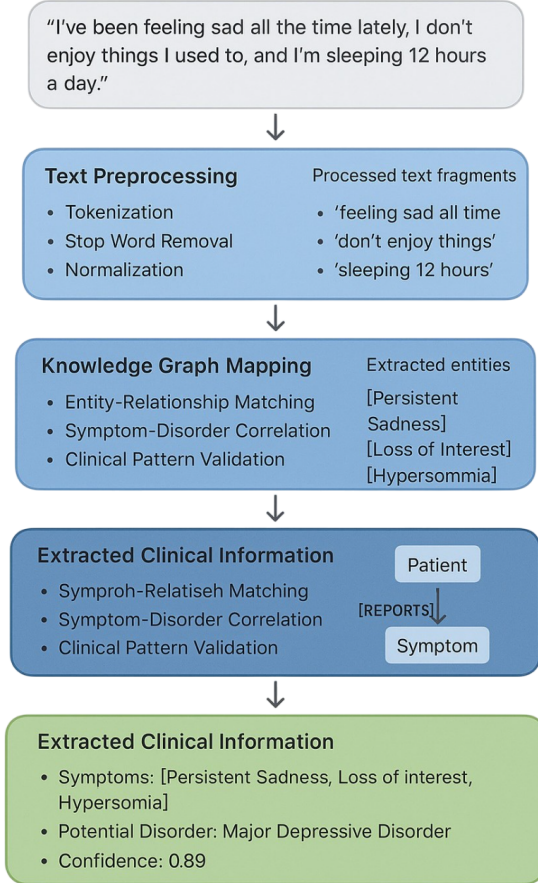 “I’ve been feeling sad all the time lately, I don’t
enjoy things I used to, and I’m sleeping 12 hours
a day.”
Text Preprocessing
• Tokenization
• Stop Word Removal
• Normalization
Processed text fragments
• ‘feeling sad all time
• ‘don’t enjoy things’
• ‘sleeping 12 hours’
Knowledge Graph Mapping
• Entity-Relationship Matching
• Symptom-Disorder Correlation
• Clinical Pattern Validation
Extracted entities
[Persistent
Sadness]
[Loss of Interest]
[Hypersommia]
Extracted Clinical Information
• Symproh-Relatiseh Matching
• Symptom-Disorder Correlation
• Clinical Pattern Validation
Patient
[REPORTS]
Symptom
Extracted Clinical Information
• Symptoms: [Persistent Sadness, Loss of interest,
Hypersomia]
• Potential Disorder: Major Depressive Disorder
• Confidence: 0.89